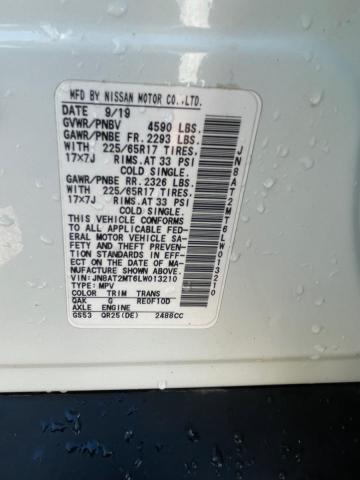 MFD BY NISSAN MOTOR CO.,LTD.
DATE 9/19
GVWR/PNBV 4590 LBS.
GAWR/PNBE FR. 2293 LBS.
WITH 225/65R17 TIRES,
17×7J RIMS.AT 33 PSI
COLD SINGLE.
GAWR/PNBE RR. 2326 LBS.
WITH 225/65R17 TIRES
17×7J RIMS.AT 33 PSI
COLD SINGLE.
THIS VEHICLE CONFORMS
TO ALL APPLICABLE FED-
ERAL MOTOR VEHICLE SA-
FETY AND THEFT PREVEN-
TION STANDARDS IN EFF-
ECT ON THE DATE OF MA-
NUFACTURE SHOWN ABOVE.
VIN:JN8AT2MT6LW013210
TYPE:MPV
COLOR TRIM TRANS
QAK G RE0F10D
AXLE ENGINE
GS53 QR25(DE) 2488CC
JN8AT2MT6LW013210